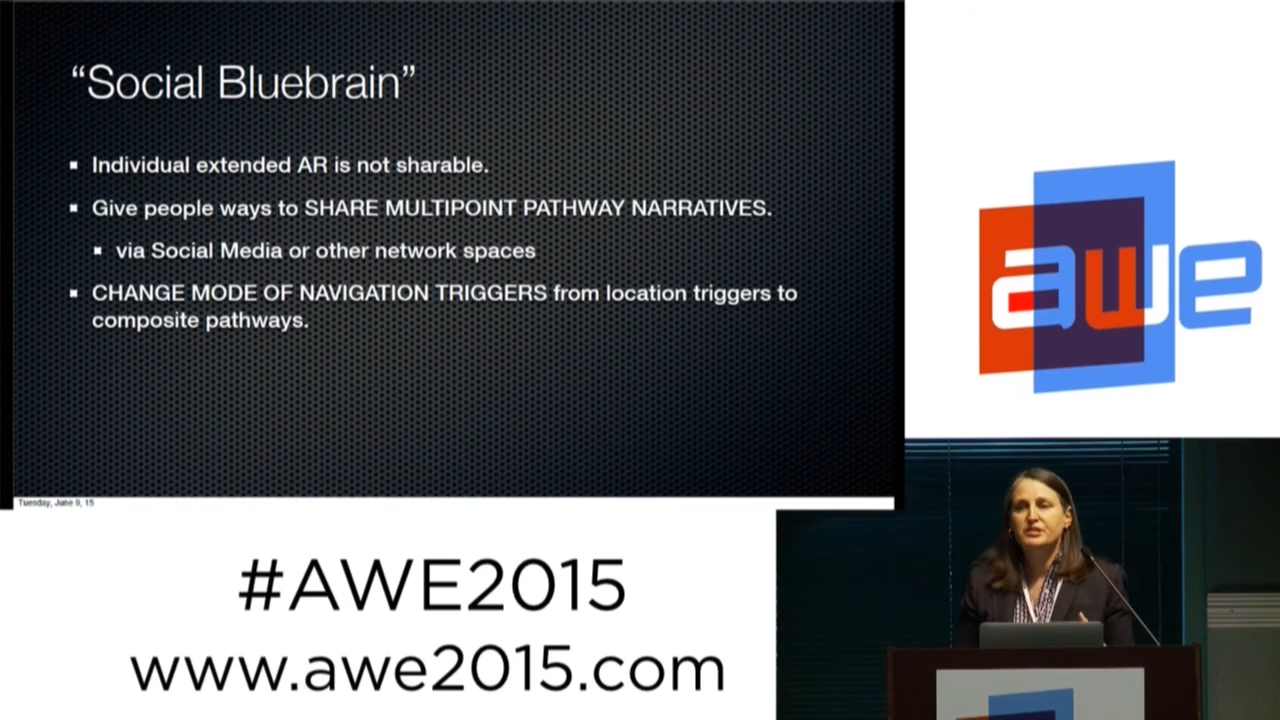 “Social Bluebrain”
▪ Individual extended AR is not sharable.
▪ Give people ways to SHARE MULTIPOINT PATHWAY NARRATIVES.
▪ via Social Media or other network spaces
▪ CHANGE MODE OF NAVIGATION TRIGGERS from location triggers to
composite pathways.
Tuesday, June 9, 15
awe
#AWE2015
www.awe2015.com